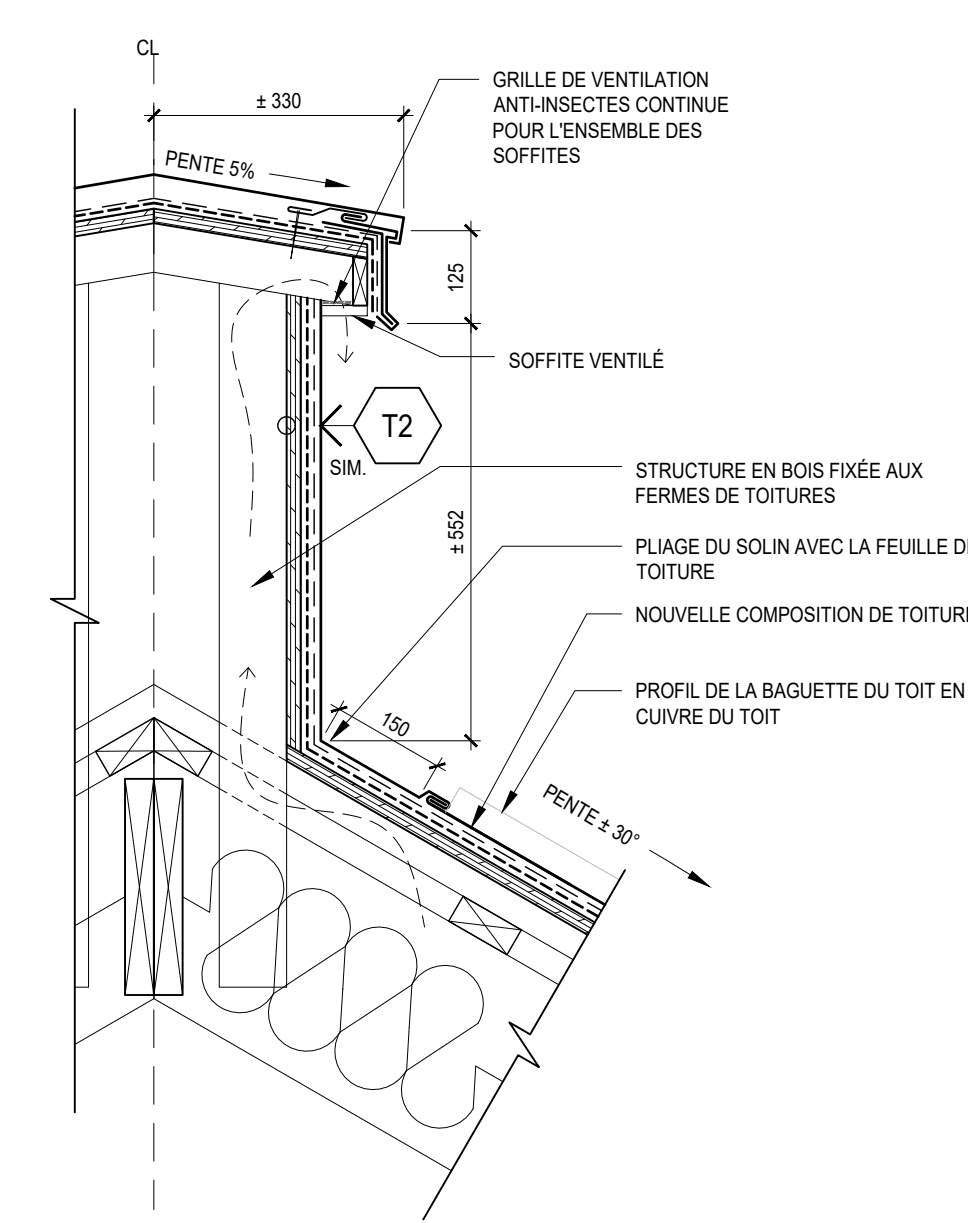 CL
± 330
GRILLE DE VENTILATION
ANTI-INSECTES CONTINUE
POUR L'ENSEMBLE DES
SOFFITES
PENTE 5%
125
SOFFITE VENTILÉ
T2
SIM.
STRUCTURE EN BOIS FIXÉE AUX
FERMES DE TOITURES
± 552
PLIAGE DU SOLIN AVEC LA FEUILLE
TOITURE
NOUVELLE COMPOSITION DE
PROFIL DE LA BAGUETTE DU TOIT EN
CUIVRE DU TOIT
150
PENTE ± 30°